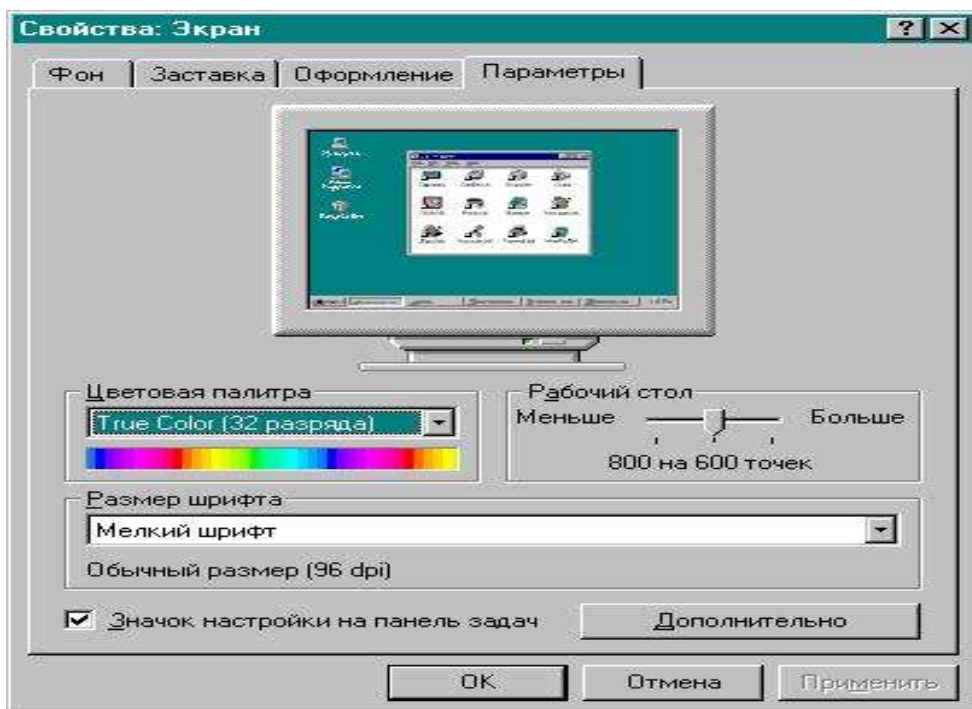 Свойства: Экран
Фон Заставка Оформление Параметры
Цветовая палитра
True Color (32 разряда)
Рабочий стол
Меньше Больше
800 на 600 точек
Размер шрифта
Мелкий шрифт
Обычный размер (96 dpi)
Значок настройки на панель задач
Дополнительно
OK Отмена Применить